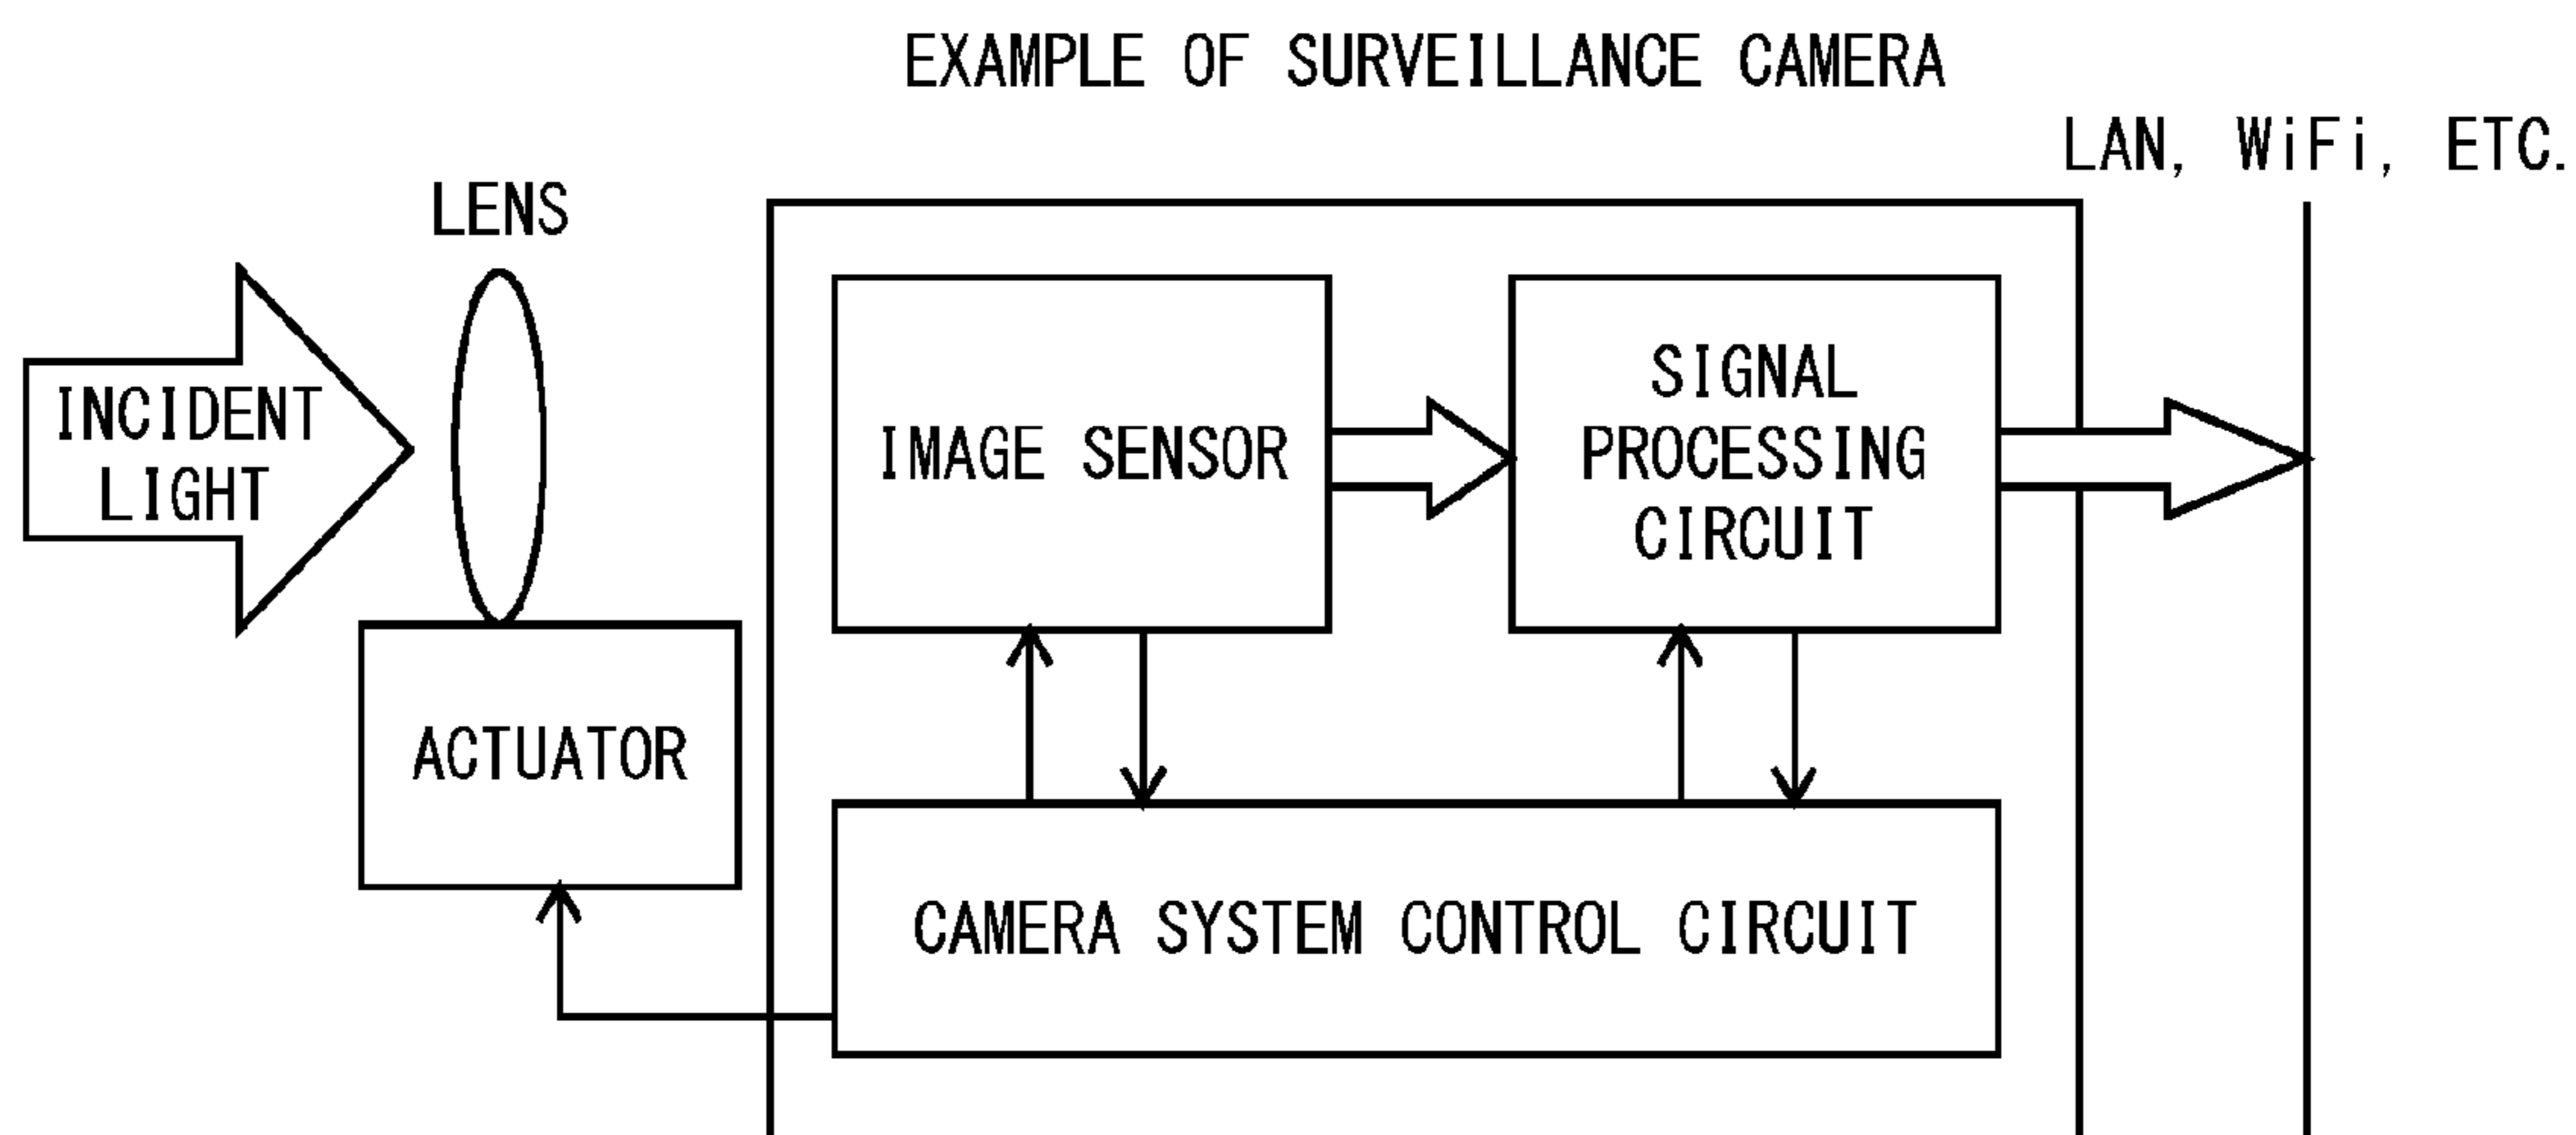 EXAMPLE OF SURVEILLANCE CAMERA
LAN, WiFi, ETC.
LENS
INCIDENT
LIGHT
IMAGE SENSOR
SIGNAL
PROCESSING
CIRCUIT
ACTUATOR
CAMERA SYSTEM CONTROL CIRCUIT